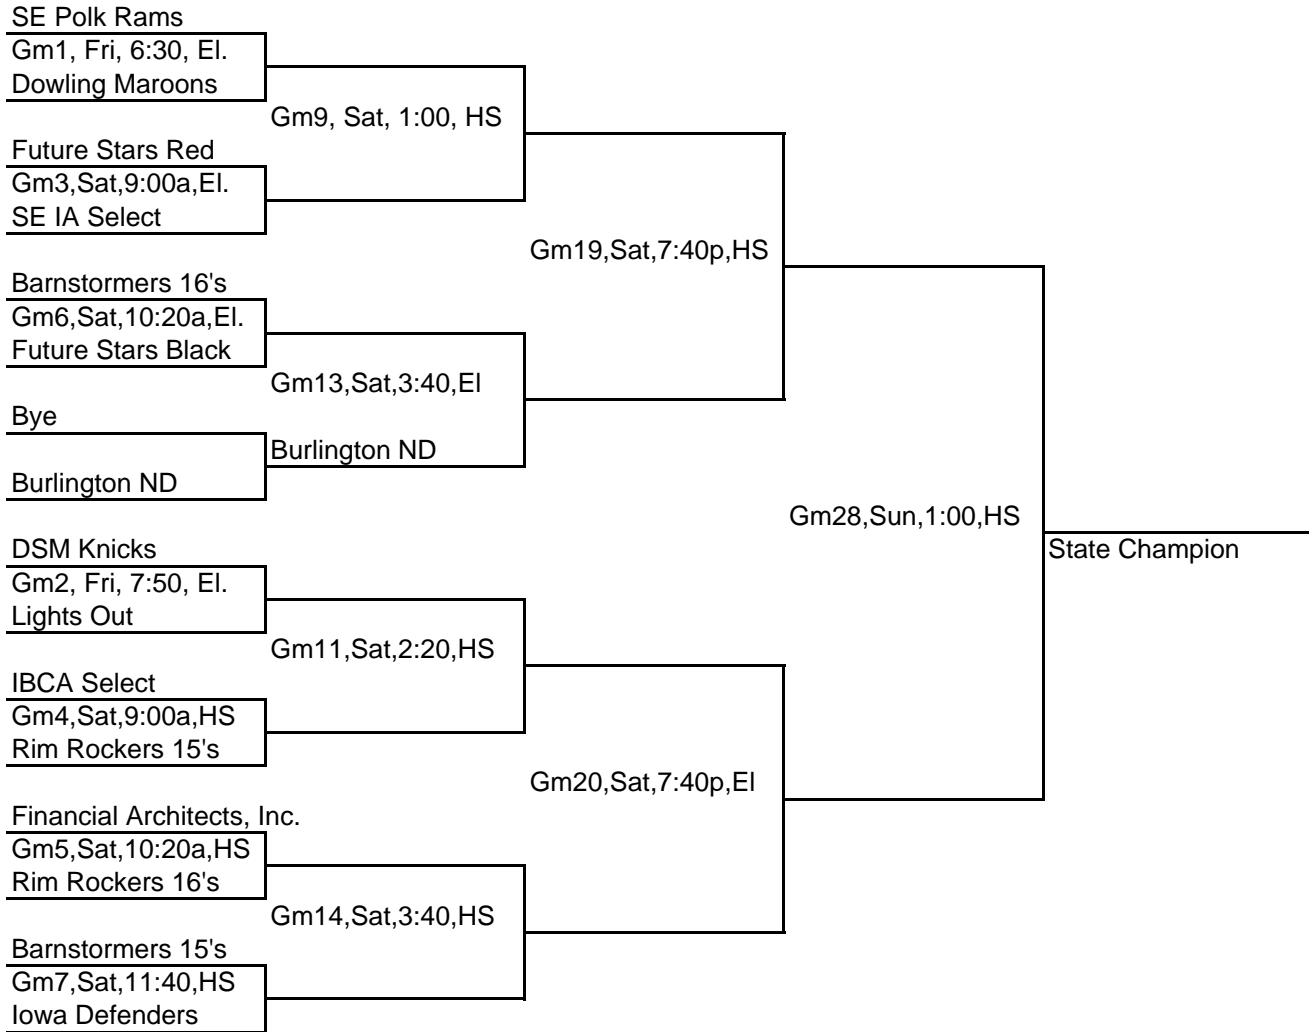 SE Polk Rams
Gm1, Fri, 6:30, El.
Dowling Maroons
Gm9, Sat, 1:00, HS
Future Stars Red
Gm3,Sat,9:00a,El.
SE IA Select
Gm19,Sat,7:40p,HS
Barnstormers 16's
Gm6,Sat,10:20a,El.
Future Stars Black
Gm13,Sat,3:40,El
Bye
Burlington ND
Burlington ND
Gm28,Sun,1:00,HS
State Champion
DSM Knicks
Gm2, Fri, 7:50, El.
Lights Out
Gm11,Sat,2:20,HS
IBCA Select
Gm4,Sat,9:00a,HS
Rim Rockers 15's
Gm20,Sat,7:40p,El
Financial Architects, Inc.
Gm5,Sat,10:20a,HS
Rim Rockers 16's
Gm14,Sat,3:40,HS
Barnstormers 15's
Gm7,Sat,11:40,HS
Iowa Defenders